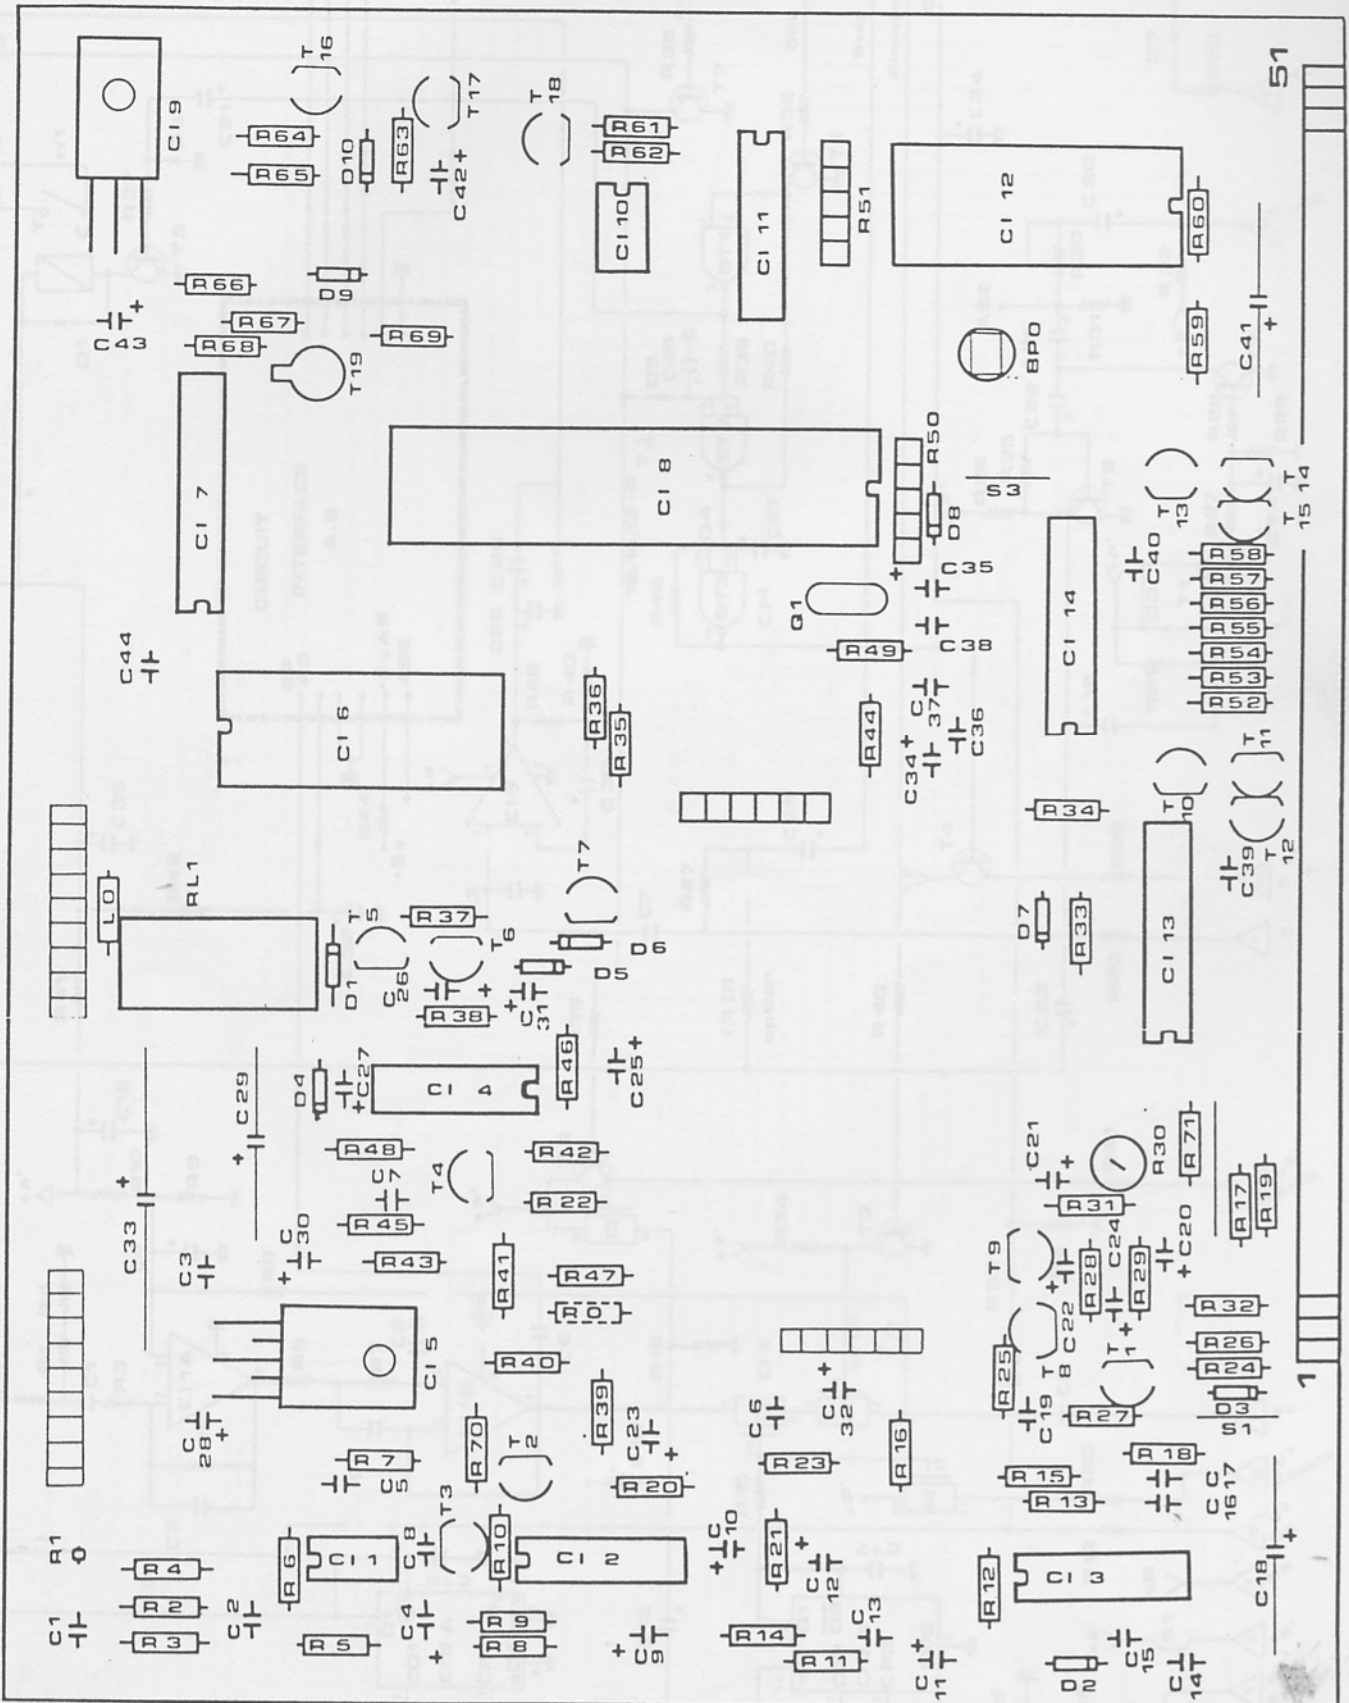 T
16
T17
T
18
CI 9
R64
R65
D10
R63
C42+
R61
R62
CI 10
CI 11
R51
CI 12
R60
51
R66
D9
+
C43
R67
R68
T19
R69
BPO
R59
C41
+
CI 7
CI 8
R50
D8
+
S3
T
13
T
14
T
15
C35
C40
R58
R57
R56
R55
R54
R53
R52
Q1
C38
R49
CI 14
C44
CI 6
R36
R35
R44
C
37
C34
+
C36
T
10
T
11
T
12
R34
C39
RL1
L0
T5
R37
T6
T7
D1
C
26
+
R38
D5
D6
+
C
31
D7
R33
CI 13
C29
+
D4
+C27
CI 4
R46
C25+
C33
+
R48
C
7
T4
R42
R45
R22
C21
+
R30
R71
R31
R17
R19
C3
C
30
+
R43
R41
R47
R0
T9
+
C24
R28
R29
C20
+
CI 5
R40
T
8
C22
T
1
+
R32
R26
R24
D3
S1
1
C
28
+
R39
C23
+
C6
C
32
+
R25
C19
R27
R7
C5
R70
T
2
R20
R23
R16
R15
R13
R18
C
16
C
17
R1
T3
R4
R2
R3
C1
C2
R6
CI 1
C8
R10
CI 2
C
10
+
R21
C
12
+
R12
CI 3
C18
+
R5
C4
+
R9
R8
C
9
+
R14
R11
C
13
C
11
+
D2
C
15
C
14
+
CIRCUIT
INTERFACE